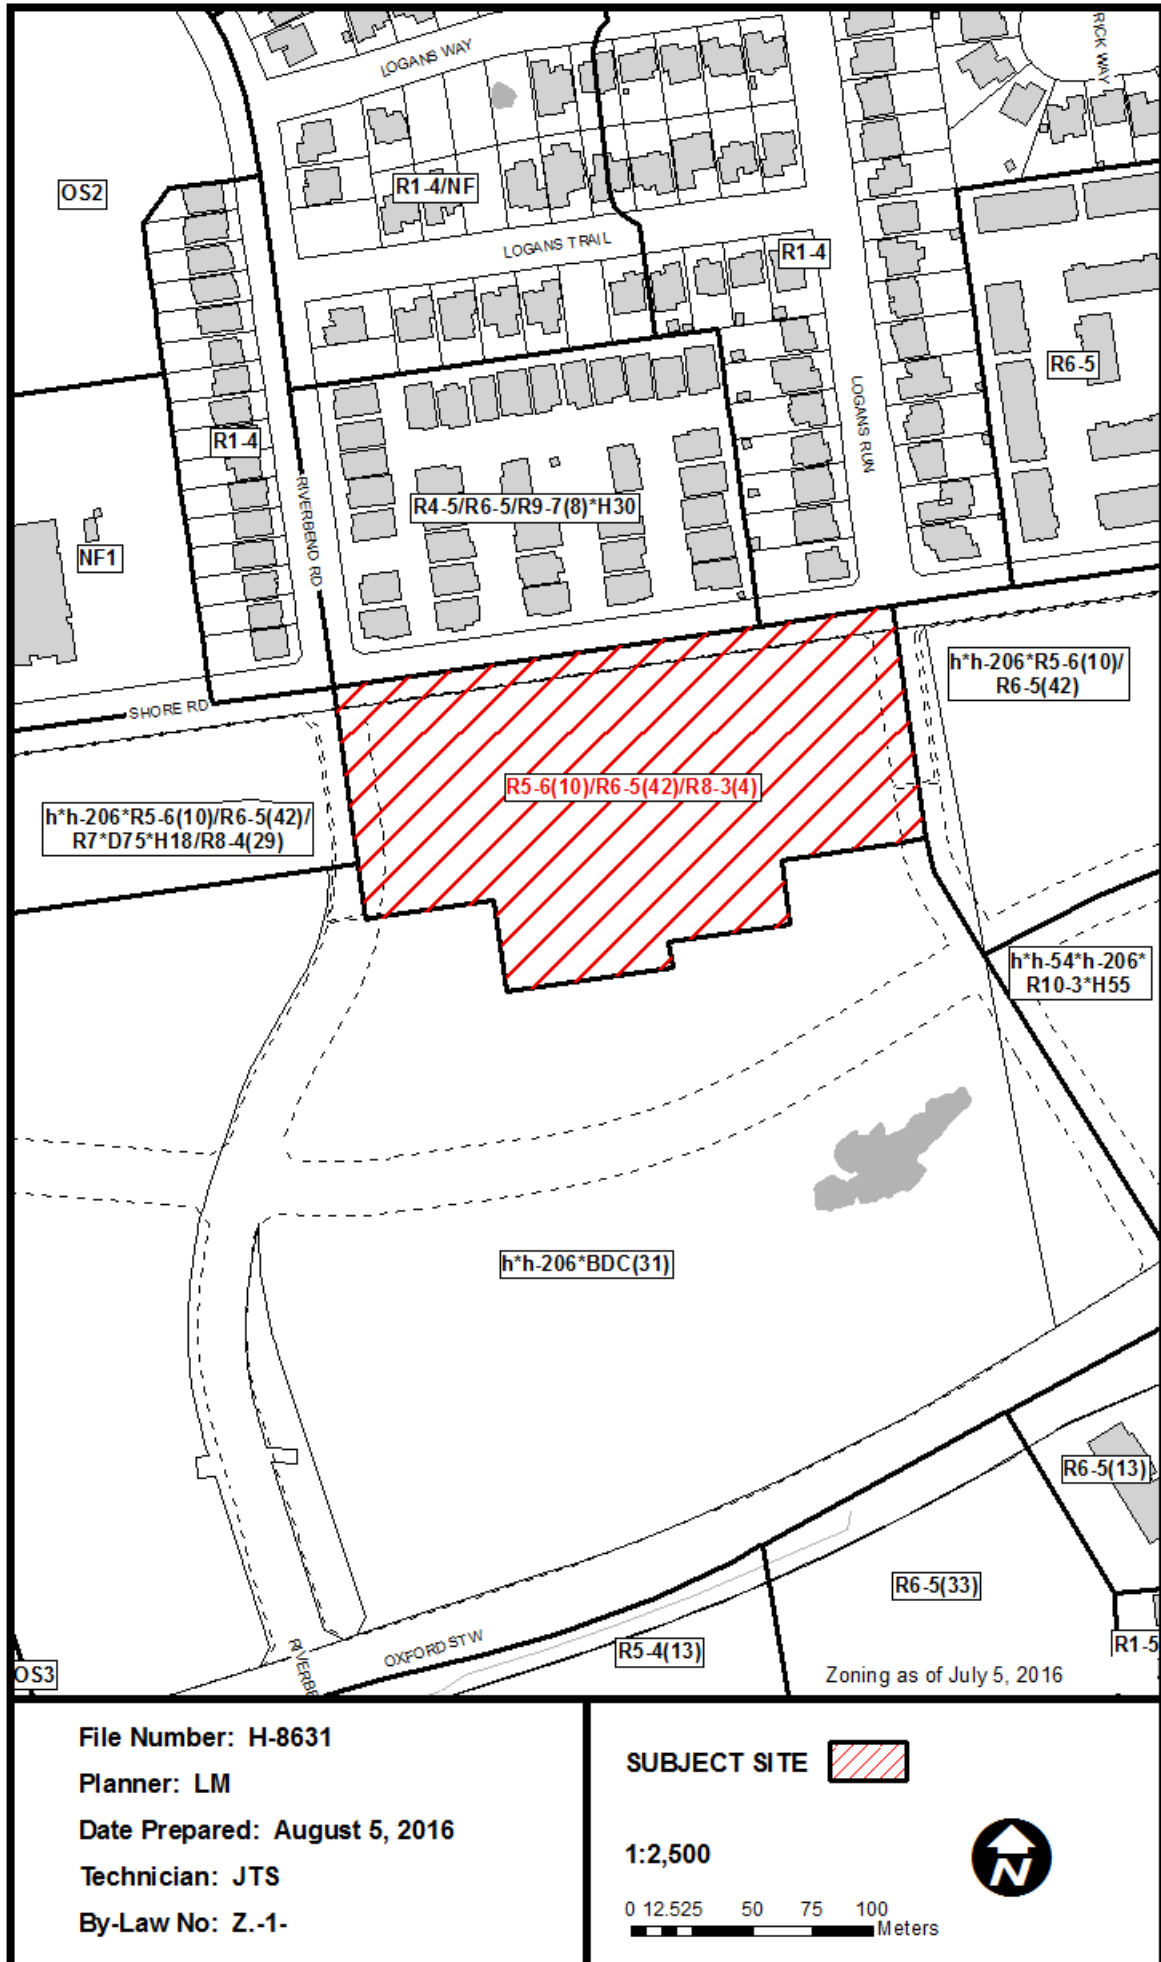 LOGANS WAY
RICK WAY
OS2
R1-4/NF
LOGANS TRAIL
R1-4
R6-5
LOGANS RUN
R1-4
RIVERBEND RD
R4-5/R6-5/R9-7(8)*H30
NF1
h*h-206*R5-6(10)/
R6-5(42)
SHORE RD
R5-6(10)/R6-5(42)/R8-3(4)
h*h-206*R5-6(10)/R6-5(42)/
R7*D75*H18/R8-4(29)
h*h-54*h-206*
R10-3*H55
h*h-206*BDC(31)
R6-5(13)
R6-5(33)
R5-4(13)
R1-5
OXFORD ST W
RIVERBE
OS3
Zoning as of July 5, 2016
File Number: H-8631
Planner: LM
Date Prepared: August 5, 2016
Technician: JTS
By-Law No: Z.-1-
SUBJECT SITE
1:2,500
N
0 12.525 50 75 100
Meters